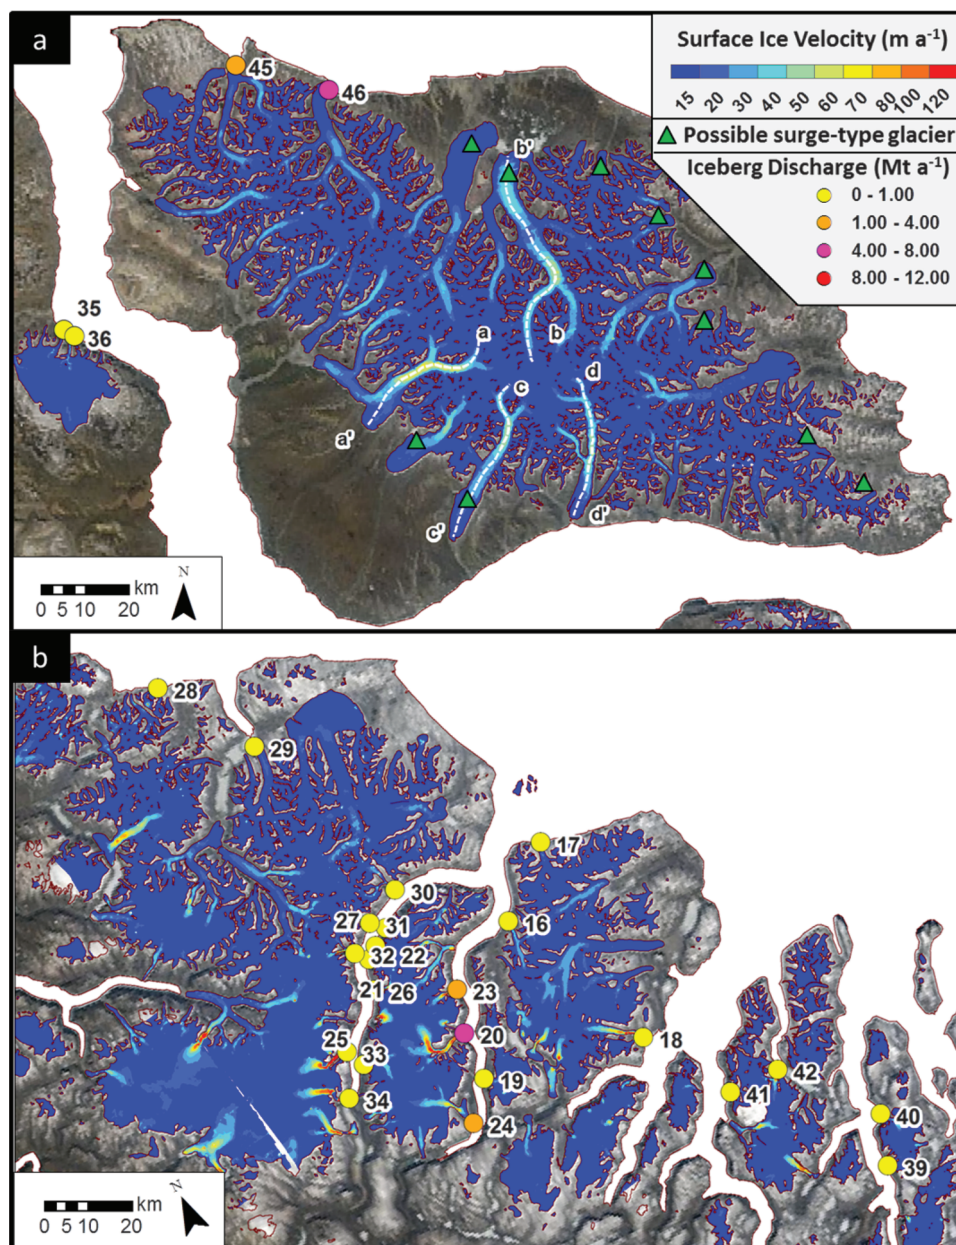 a
Surface Ice Velocity (m a⁻¹)
15 20 30 40 50 60 70 80 100 120
Possible surge-type glacier
Iceberg Discharge (Mt a⁻¹)
0 - 1.00
1.00 - 4.00
4.00 - 8.00
8.00 - 12.00
45
46
b'
35
36
a
b
c
d
a'
c'
d'
N
km
0 5 10 20
b
28
29
17
30
16
27 31
32 22
21 26
23
20
25
33
18
19
34
42
41
24
40
39
N
km
0 5 10 20